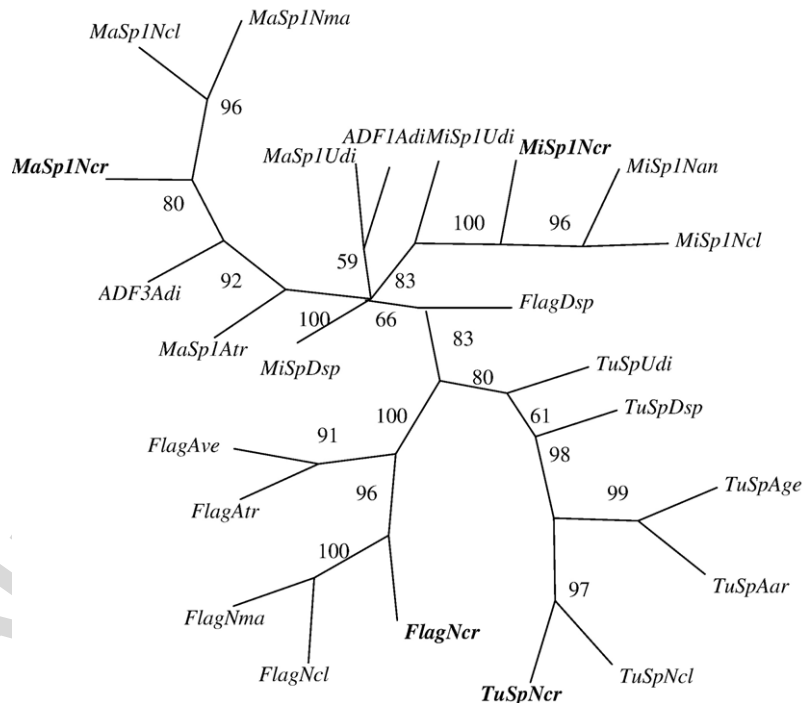 MaSp1Nma
MaSp1Ncl
96
ADF1AdiMiSp1Udi
MaSp1Udi
MiSp1Ncr
MaSp1Ncr
MiSp1Nan
80
100
96
MiSp1Ncl
59
83
ADF3Adi
92
FlagDsp
100
66
MaSp1Atr
MiSpDsp
83
TuSpUdi
80
TuSpDsp
61
100
91
FlagAve
98
TuSpAge
99
96
FlagAtr
100
TuSpAar
97
FlagNma
FlagNcr
FlagNcl
TuSpNcl
TuSpNcr